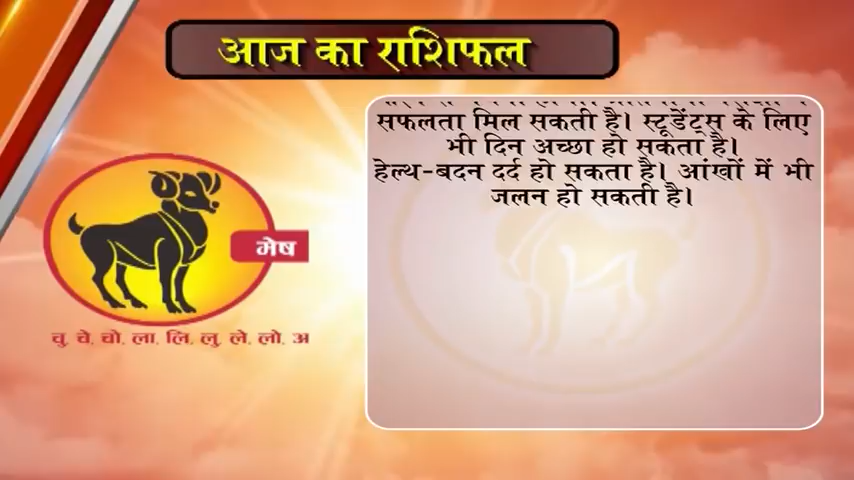 आज का राशिफल
सफलता मिल सकती है। स्टूडेंट्स के लिए
भी दिन अच्छा हो सकता है।
हेल्थ-बदन दर्द हो सकता है। आंखों में भी
जलन हो सकती है।
मेष
चु, चे, चो, ला, लि, लु, ले, लो, अ